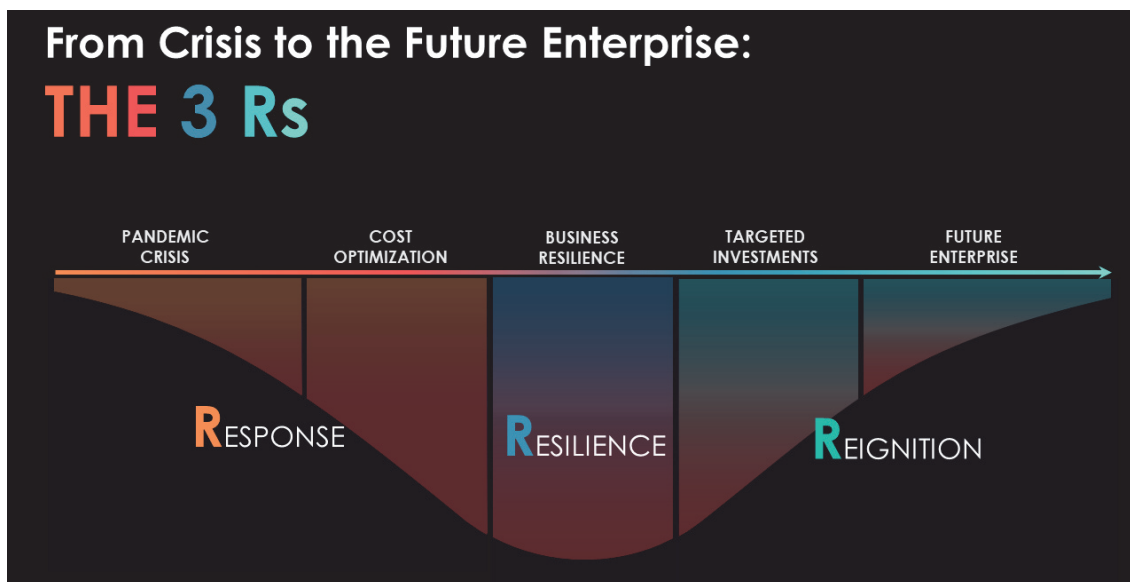 From Crisis to the Future Enterprise:
THE 3 Rs
PANDEMIC
CRISIS
COST
OPTIMIZATION
BUSINESS
RESILIENCE
TARGETED
INVESTMENTS
FUTURE
ENTERPRISE
RESPONSE
RESILIENCE
REIGNITION